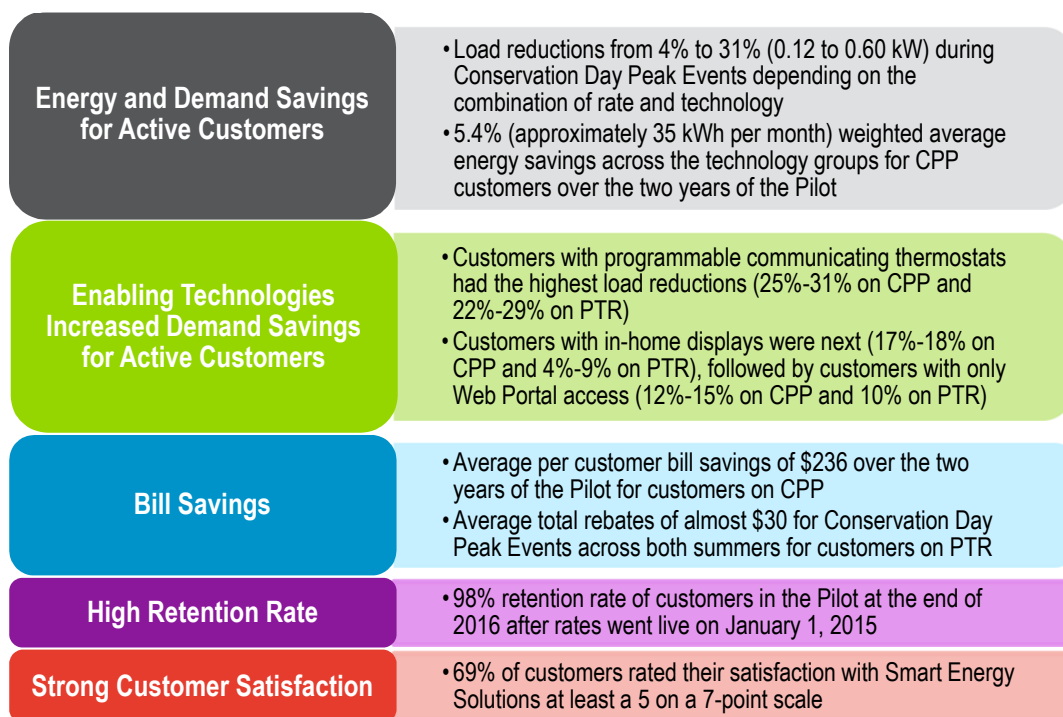 Energy and Demand Savings
for Active Customers
•Load reductions from 4% to 31% (0.12 to 0.60 kW) during
Conservation Day Peak Events depending on the
combination of rate and technology
•5.4% (approximately 35 kWh per month) weighted average
energy savings across the technology groups for CPP
customers over the two years of the Pilot
Enabling Technologies
Increased Demand Savings
for Active Customers
•Customers with programmable communicating thermostats
had the highest load reductions (25%-31% on CPP and
22%-29% on PTR)
•Customers with in-home displays were next (17%-18% on
CPP and 4%-9% on PTR), followed by customers with only
Web Portal access (12%-15% on CPP and 10% on PTR)
Bill Savings
•Average per customer bill savings of $236 over the two
years of the Pilot for customers on CPP
•Average total rebates of almost $30 for Conservation Day
Peak Events across both summers for customers on PTR
High Retention Rate
•98% retention rate of customers in the Pilot at the end of
2016 after rates went live on January 1, 2015
Strong Customer Satisfaction
•69% of customers rated their satisfaction with Smart Energy
Solutions at least a 5 on a 7-point scale